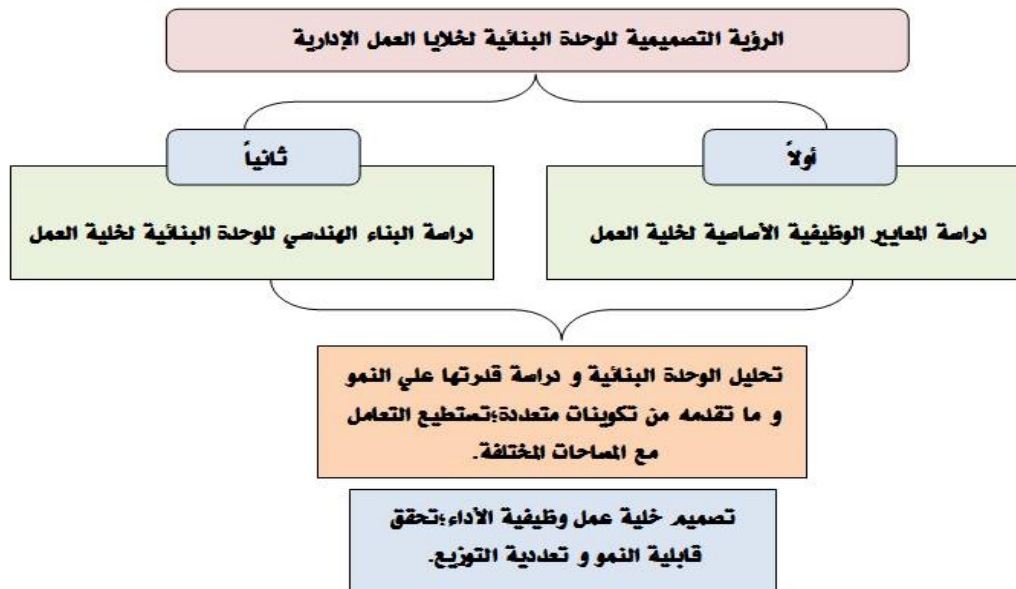 الرؤية التصميمية للوحدة البنائية لخلايا العمل الإدارية
أولاً
دراسة المعايير الوظيفية الأساسية لخلية العمل
ثانياً
دراسة البناء الهندسي للوحدة البنائية لخلية العمل
تحليل الوحدة البنائية و دراسة قدرتها علي النمو
و ما تقدمه من تكوينات متعددة؛تستطيع التعامل
مع المساحات المختلفة.
تصميم خلية عمل وظيفية الأداء؛تحقق
قابلية النمو و تعددية التوزيع.